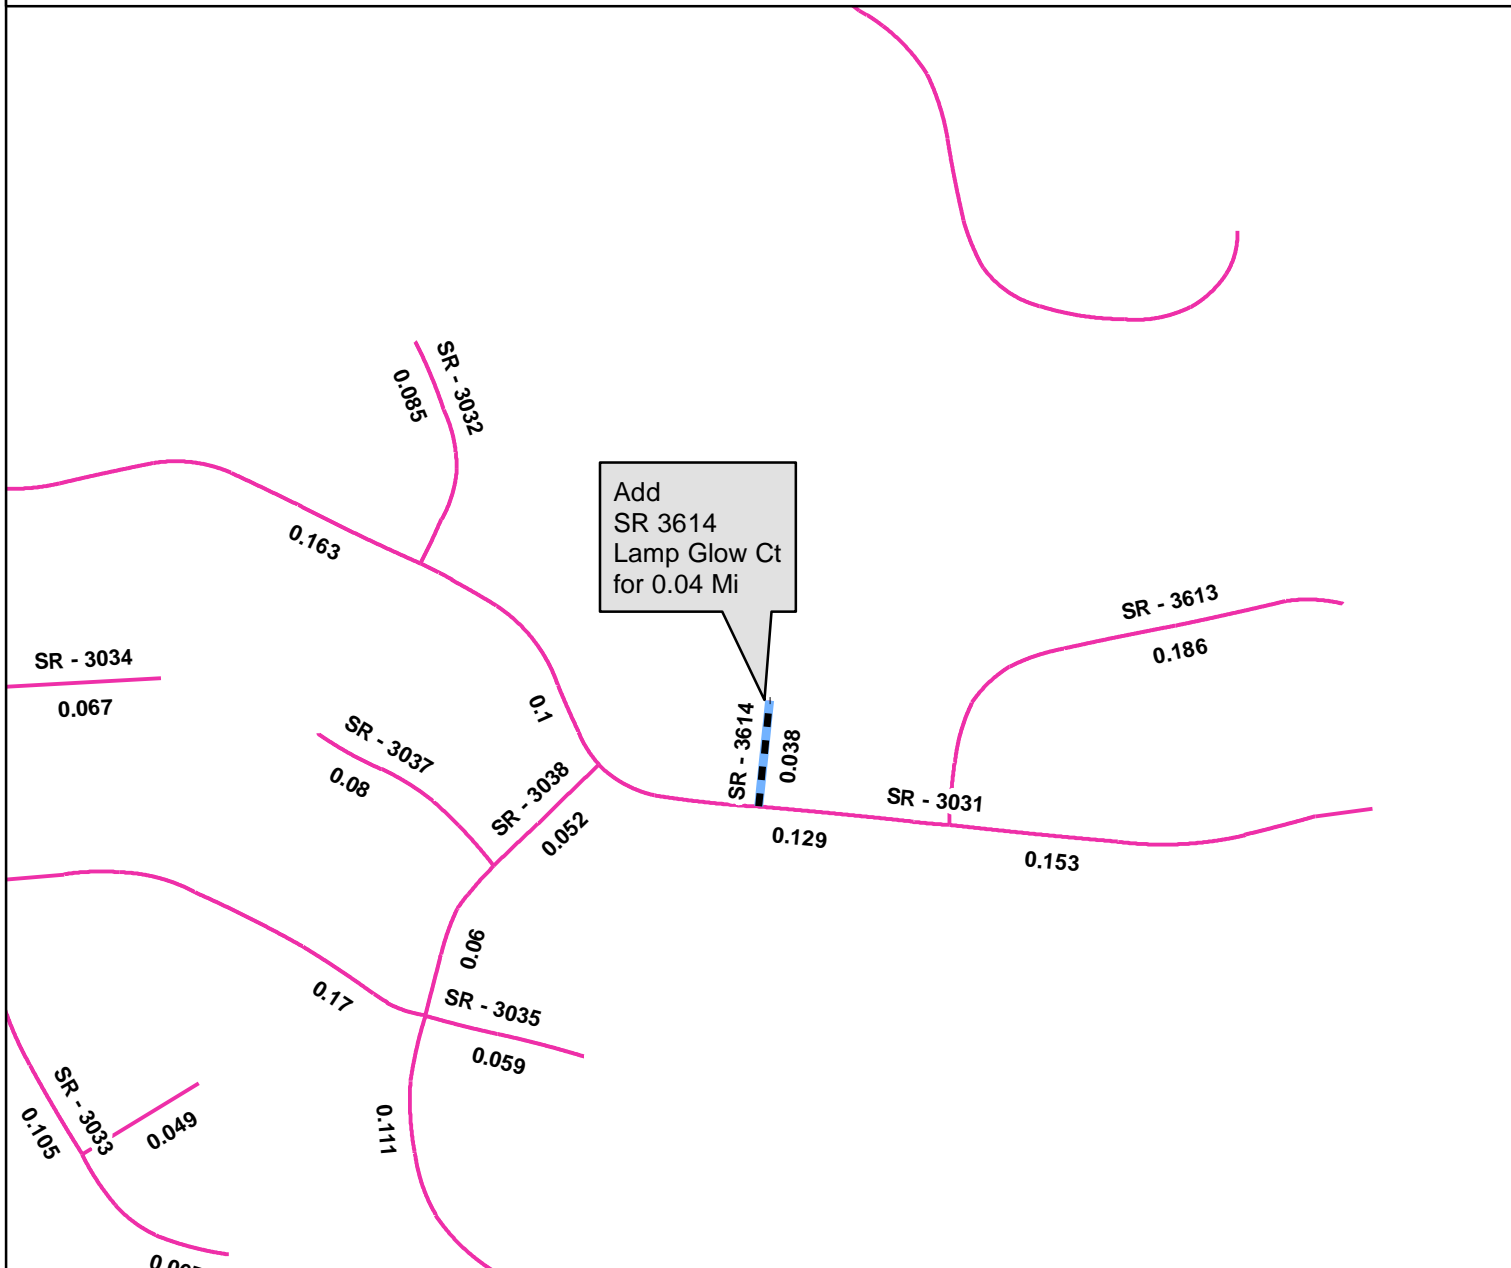 SR - 3032
0.085
Add
SR 3614
Lamp Glow Ct
for 0.04 Mi
0.163
SR - 3613
0.186
SR - 3034
0.067
0.1
SR - 3614
0.038
SR - 3037
0.08
SR - 3038
0.052
SR - 3031
0.129
0.153
0.06
0.17
SR - 3035
0.059
SR - 3033
0.105
0.049
0.111